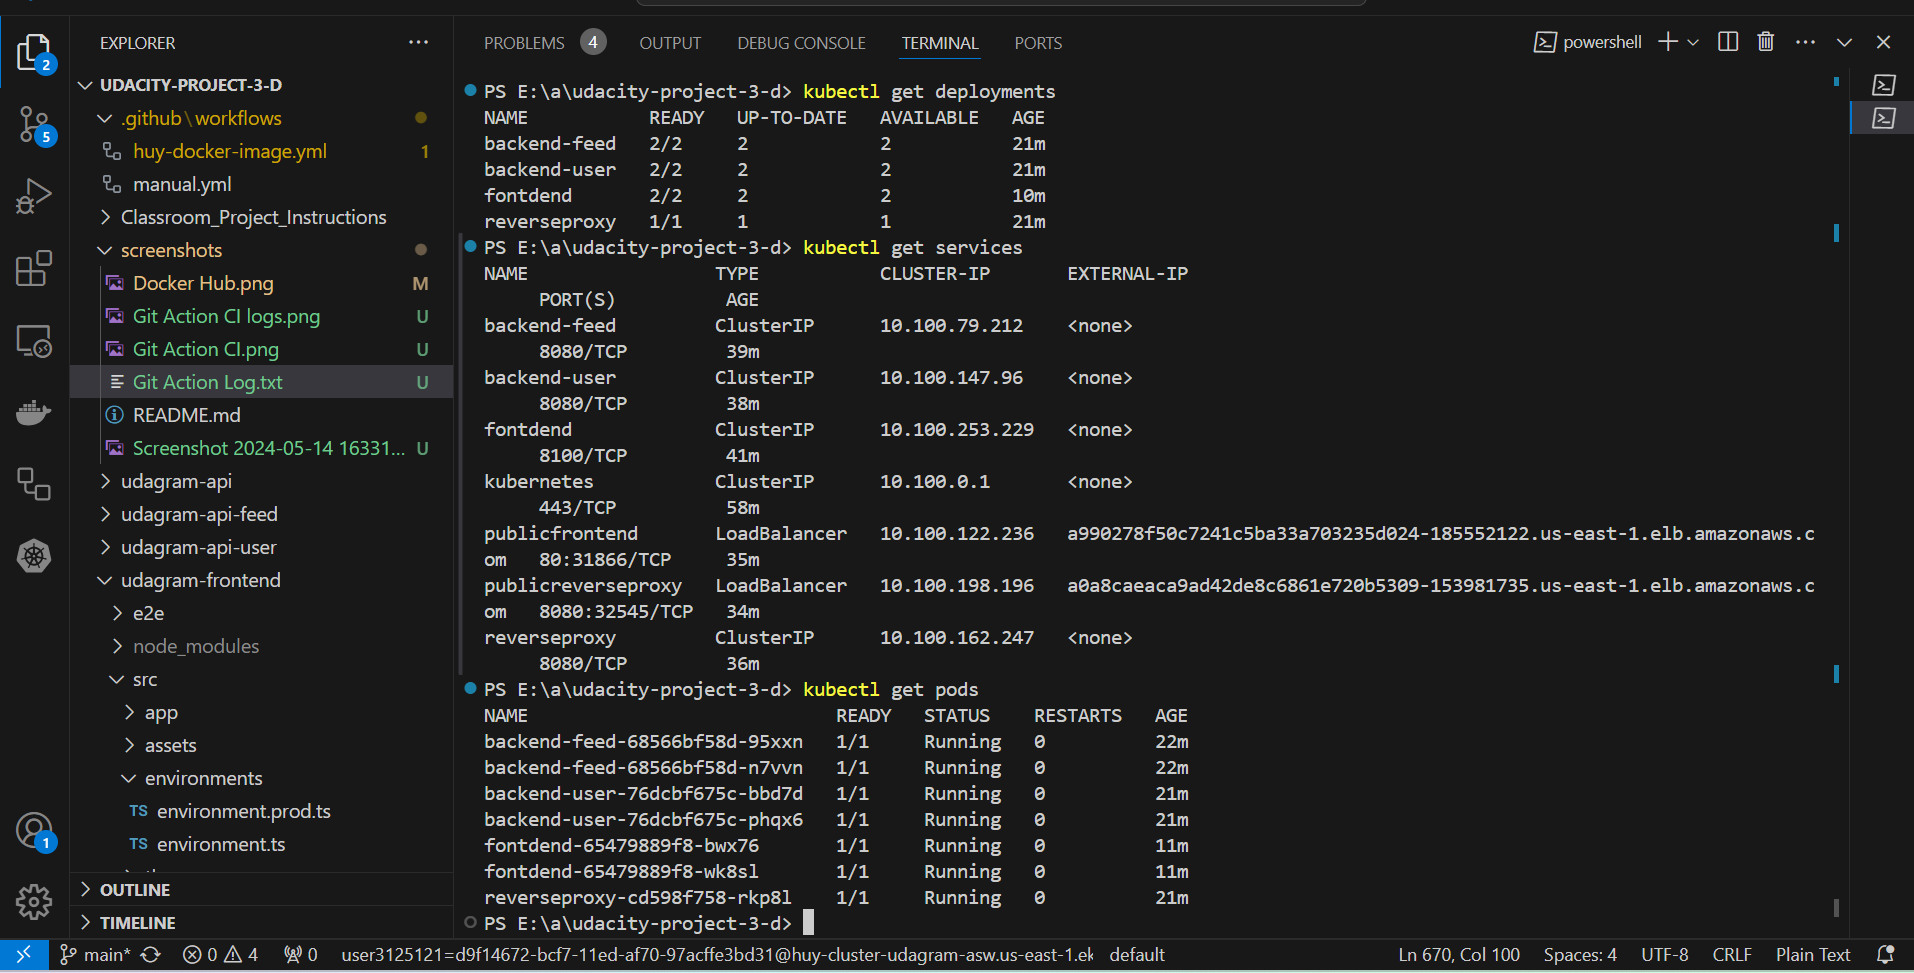 EXPLORER
UDACITY-PROJECT-3-D
.github\workflows
huy-docker-image.yml 1
manual.yml
Classroom_Project_Instructions
screenshots
Docker Hub.png M
Git Action CI logs.png U
Git Action CI.png U
Git Action Log.txt U
README.md
Screenshot 2024-05-14 16331... U
udagram-api
udagram-api-feed
udagram-api-user
udagram-frontend
e2e
node_modules
src
app
assets
environments
TS environment.prod.ts
TS environment.ts
OUTLINE
TIMELINE
2
5
1
PROBLEMS 4 OUTPUT DEBUG CONSOLE TERMINAL PORTS powershell
PS E:\a\udacity-project-3-d> kubectl get deployments
NAME READY UP-TO-DATE AVAILABLE AGE
backend-feed 2/2 2 2 21m
backend-user 2/2 2 2 21m
fontdend 2/2 2 2 10m
reverseproxy 1/1 1 1 21m
PS E:\a\udacity-project-3-d> kubectl get services
NAME TYPE CLUSTER-IP EXTERNAL-IP
PORT(S) AGE
backend-feed ClusterIP 10.100.79.212 <none>
8080/TCP 39m
backend-user ClusterIP 10.100.147.96 <none>
8080/TCP 38m
fontdend ClusterIP 10.100.253.229 <none>
8100/TCP 41m
kubernetes ClusterIP 10.100.0.1 <none>
443/TCP 58m
publicfrontend LoadBalancer 10.100.122.236 a990278f50c7241c5ba33a703235d024-185552122.us-east-1.elb.amazonaws.c
om 80:31866/TCP 35m
publicreverseproxy LoadBalancer 10.100.198.196 a0a8caeaca9ad42de8c6861e720b5309-153981735.us-east-1.elb.amazonaws.c
om 8080:32545/TCP 34m
reverseproxy ClusterIP 10.100.162.247 <none>
8080/TCP 36m
PS E:\a\udacity-project-3-d> kubectl get pods
NAME READY STATUS RESTARTS AGE
backend-feed-68566bf58d-95xxn 1/1 Running 0 22m
backend-feed-68566bf58d-n7vvn 1/1 Running 0 22m
backend-user-76dcbf675c-bbd7d 1/1 Running 0 21m
backend-user-76dcbf675c-phqx6 1/1 Running 0 21m
fontdend-65479889f8-bwx76 1/1 Running 0 11m
fontdend-65479889f8-wk8sl 1/1 Running 0 11m
reverseproxy-cd598f758-rkp8l 1/1 Running 0 21m
PS E:\a\udacity-project-3-d>
main* 0 4 0 user3125121=d9f14672-bcf7-11ed-af70-97acffe3bd31@huy-cluster-udagram-asw.us-east-1.ek default Ln 670, Col 100 Spaces: 4 UTF-8 CRLF Plain Text